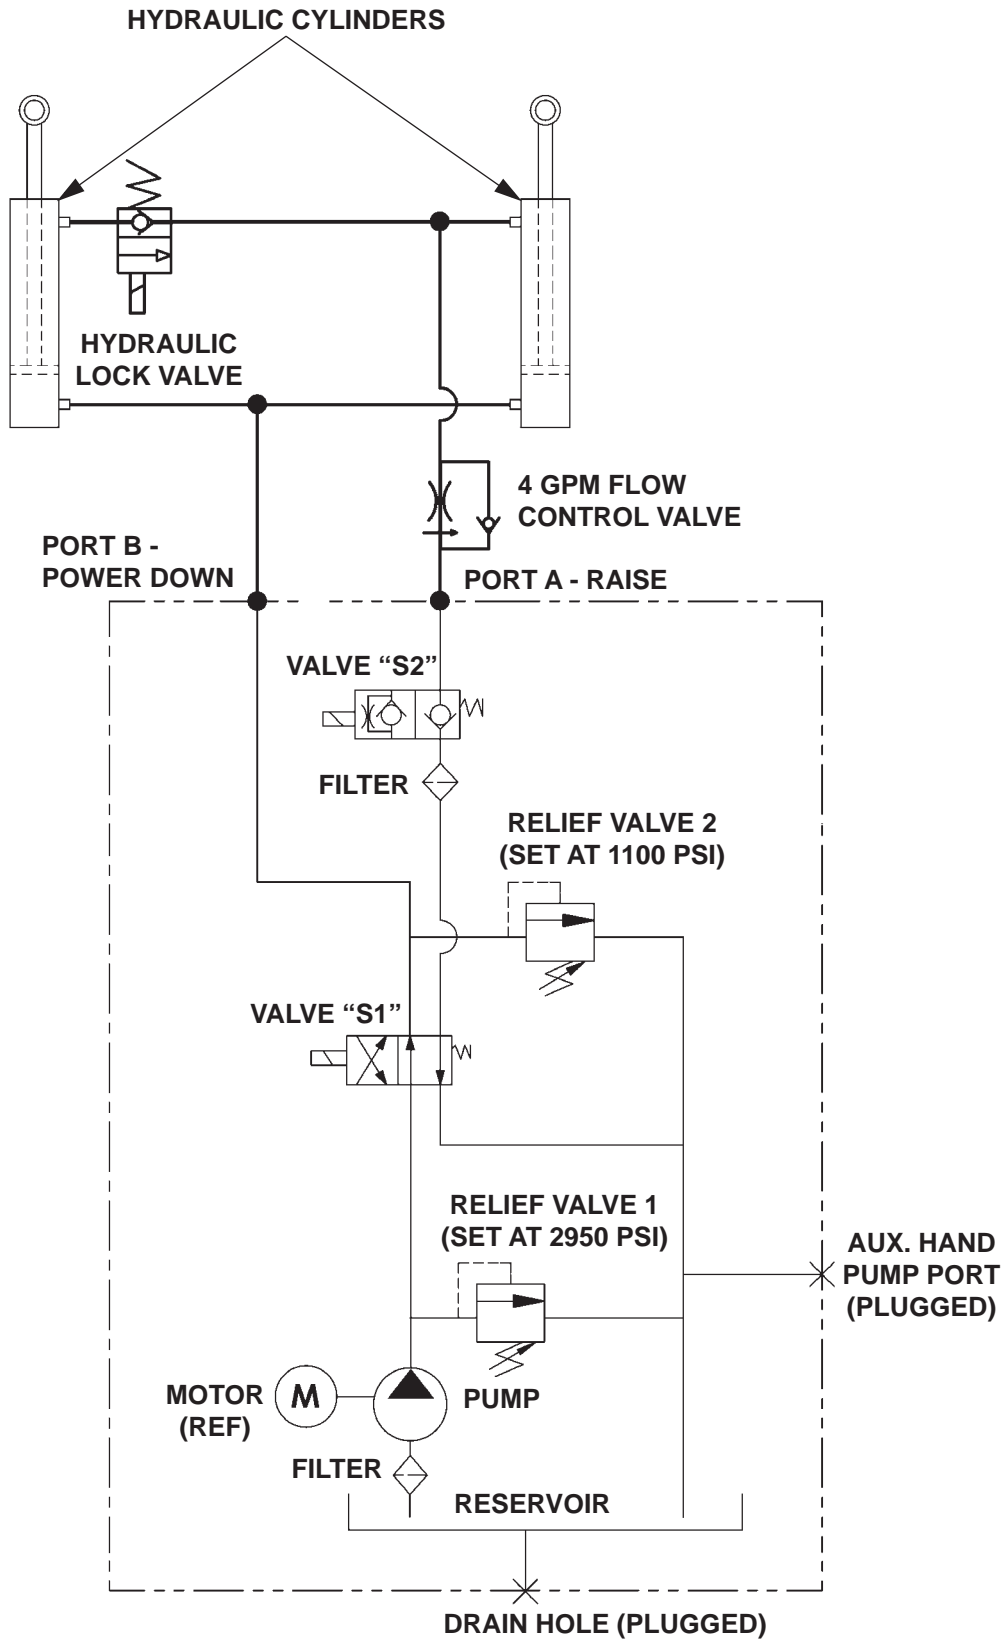 HYDRAULIC CYLINDERS
HYDRAULIC
LOCK VALVE
4 GPM FLOW
CONTROL VALVE
PORT B -
POWER DOWN
PORT A - RAISE
VALVE “S2”
FILTER
RELIEF VALVE 2
(SET AT 1100 PSI)
VALVE “S1”
RELIEF VALVE 1
(SET AT 2950 PSI)
AUX. HAND
PUMP PORT
(PLUGGED)
MOTOR
(REF)
M
PUMP
FILTER
RESERVOIR
DRAIN HOLE (PLUGGED)